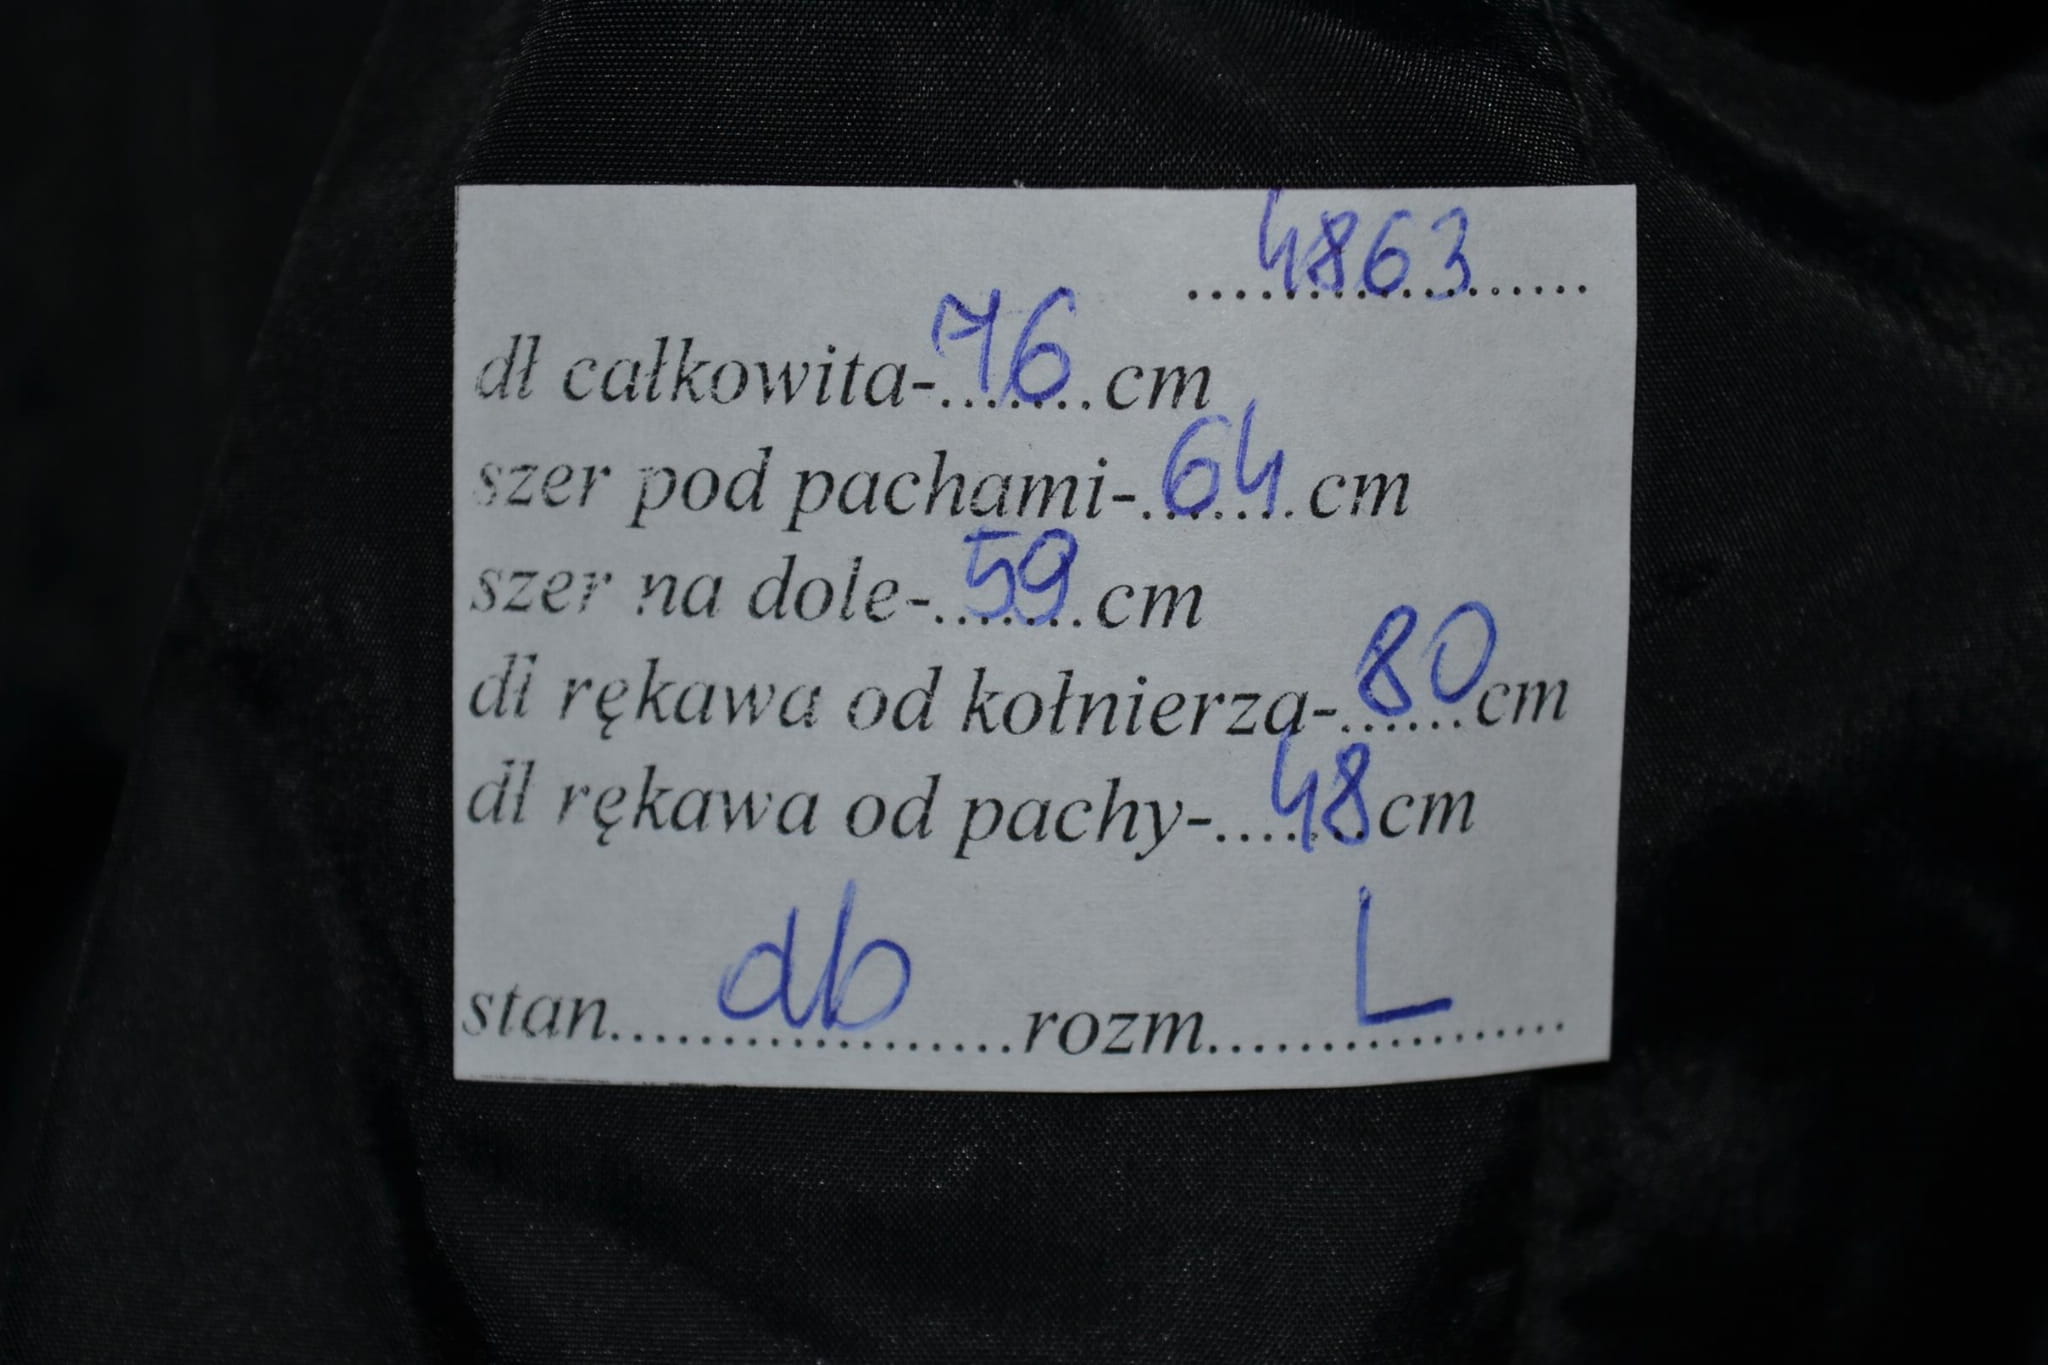 ....4863....
dł całkowita-76cm
szer pod pachami-64cm
szer na dole-59cm
dł rękawa od kołnierza-80cm
dł rękawa od pachy-48cm
stan....db....rozm....L....